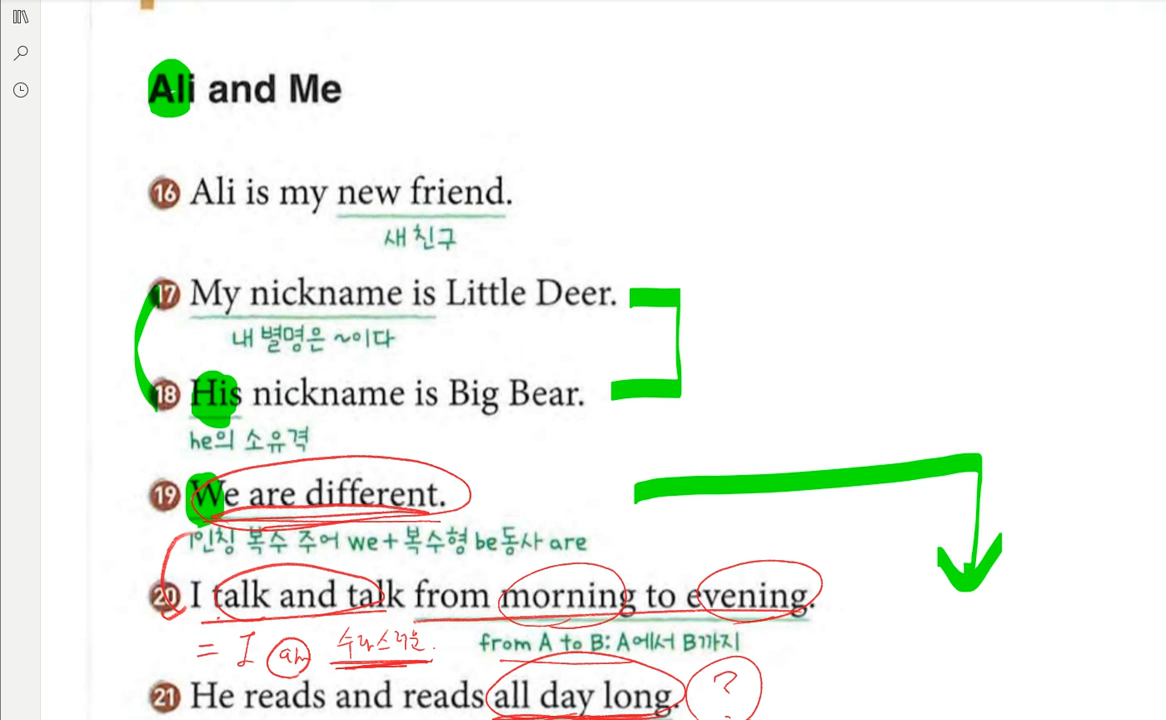 Ali and Me
16 Ali is my new friend.
새 친구
17 My nickname is Little Deer.
내 별명은 ~이다
18 His nickname is Big Bear.
he의 소유격
19 We are different.
1인칭 복수 주어 we + 복수형 be동사 are
20 I talk and talk from morning to evening.
= I am 수다스러운. from A to B: A에서 B까지
21 He reads and reads all day long. ?